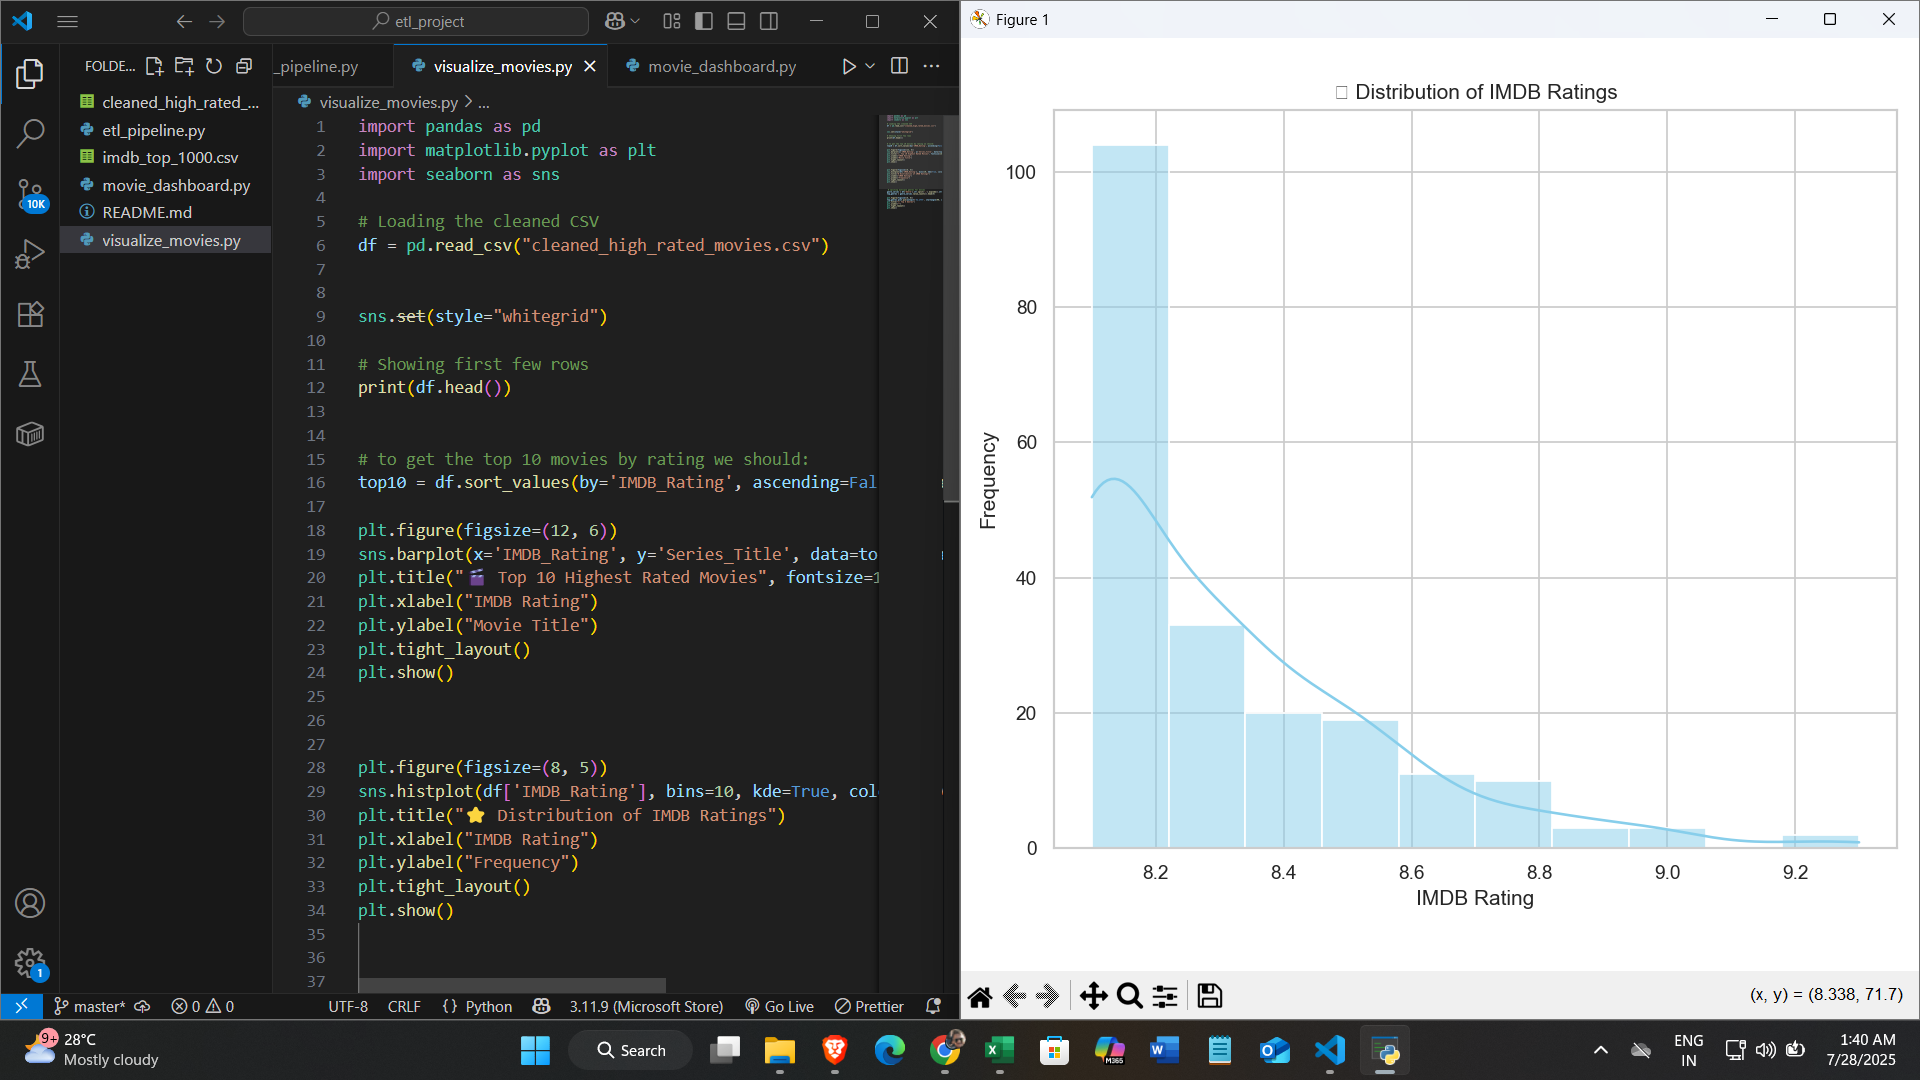 etl_project
Figure 1
FOLDE...
_pipeline.py
visualize_movies.py
movie_dashboard.py
cleaned_high_rated_...
etl_pipeline.py
imdb_top_1000.csv
movie_dashboard.py
README.md
visualize_movies.py
10K
1
visualize_movies.py > ...
1 import pandas as pd
2 import matplotlib.pyplot as plt
3 import seaborn as sns
4
5 # Loading the cleaned CSV
6 df = pd.read_csv("cleaned_high_rated_movies.csv")
7
8
9 sns.set(style="whitegrid")
10
11 # Showing first few rows
12 print(df.head())
13
14
15 # to get the top 10 movies by rating we should:
16 top10 = df.sort_values(by='IMDB_Rating', ascending=Fal
17
18 plt.figure(figsize=(12, 6))
19 sns.barplot(x='IMDB_Rating', y='Series_Title', data=to
20 plt.title("🎬 Top 10 Highest Rated Movies", fontsize=1
21 plt.xlabel("IMDB Rating")
22 plt.ylabel("Movie Title")
23 plt.tight_layout()
24 plt.show()
25
26
27
28 plt.figure(figsize=(8, 5))
29 sns.histplot(df['IMDB_Rating'], bins=10, kde=True, col
30 plt.title("⭐ Distribution of IMDB Ratings")
31 plt.xlabel("IMDB Rating")
32 plt.ylabel("Frequency")
33 plt.tight_layout()
34 plt.show()
35
36
37
master* 0 0 UTF-8 CRLF {} Python 3.11.9 (Microsoft Store) Go Live Prettier
▯ Distribution of IMDB Ratings
100
80
60
40
20
0
Frequency
8.2 8.4 8.6 8.8 9.0 9.2
IMDB Rating
(x, y) = (8.338, 71.7)
9+
28°C
Mostly cloudy
Search
M365
ENG
IN
1:40 AM
7/28/2025